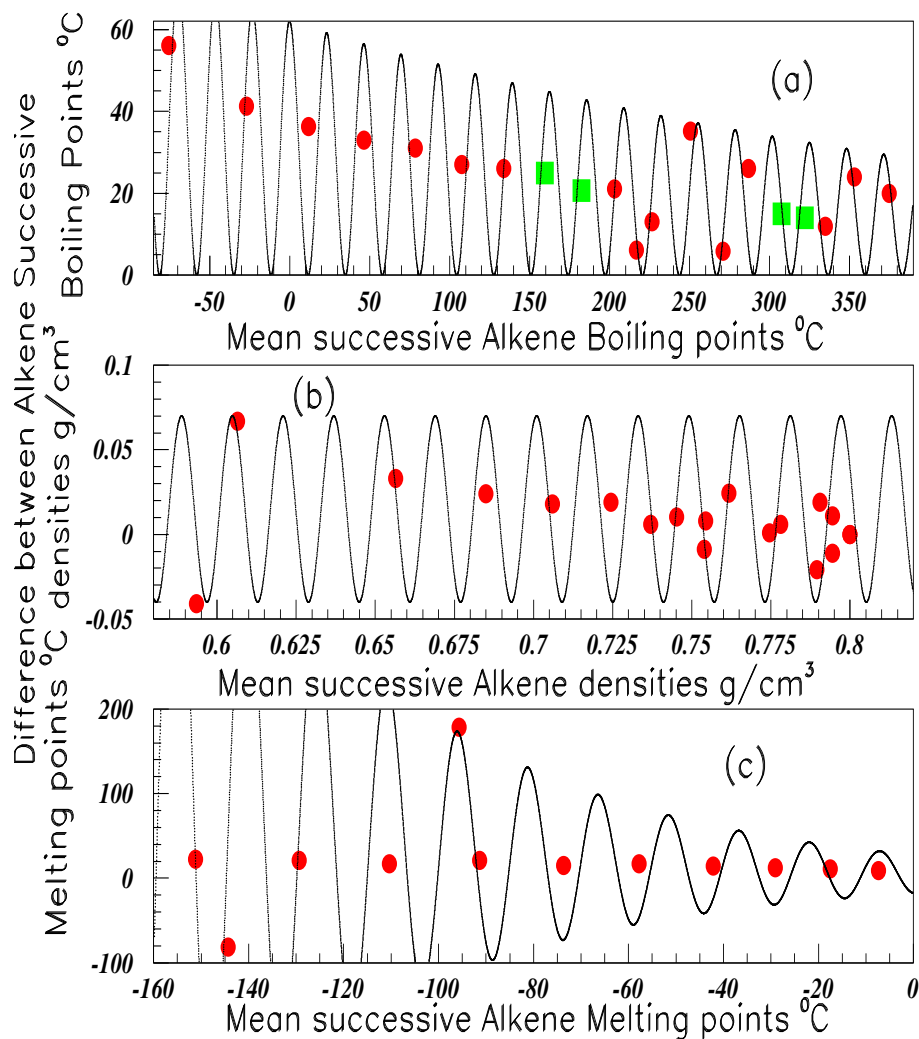 Difference between Alkene Successive
Melting points ⁰C densities g/cm³ Boiling Points ⁰C
60
40
20
0
(a)
-50 0 50 100 150 200 250 300 350
Mean successive Alkene Boiling points ⁰C
0.1
0.05
0
-0.05
(b)
0.6 0.625 0.65 0.675 0.7 0.725 0.75 0.775 0.8
Mean successive Alkene densities g/cm³
200
100
0
-100
(c)
-160 -140 -120 -100 -80 -60 -40 -20 0
Mean successive Alkene Melting points ⁰C